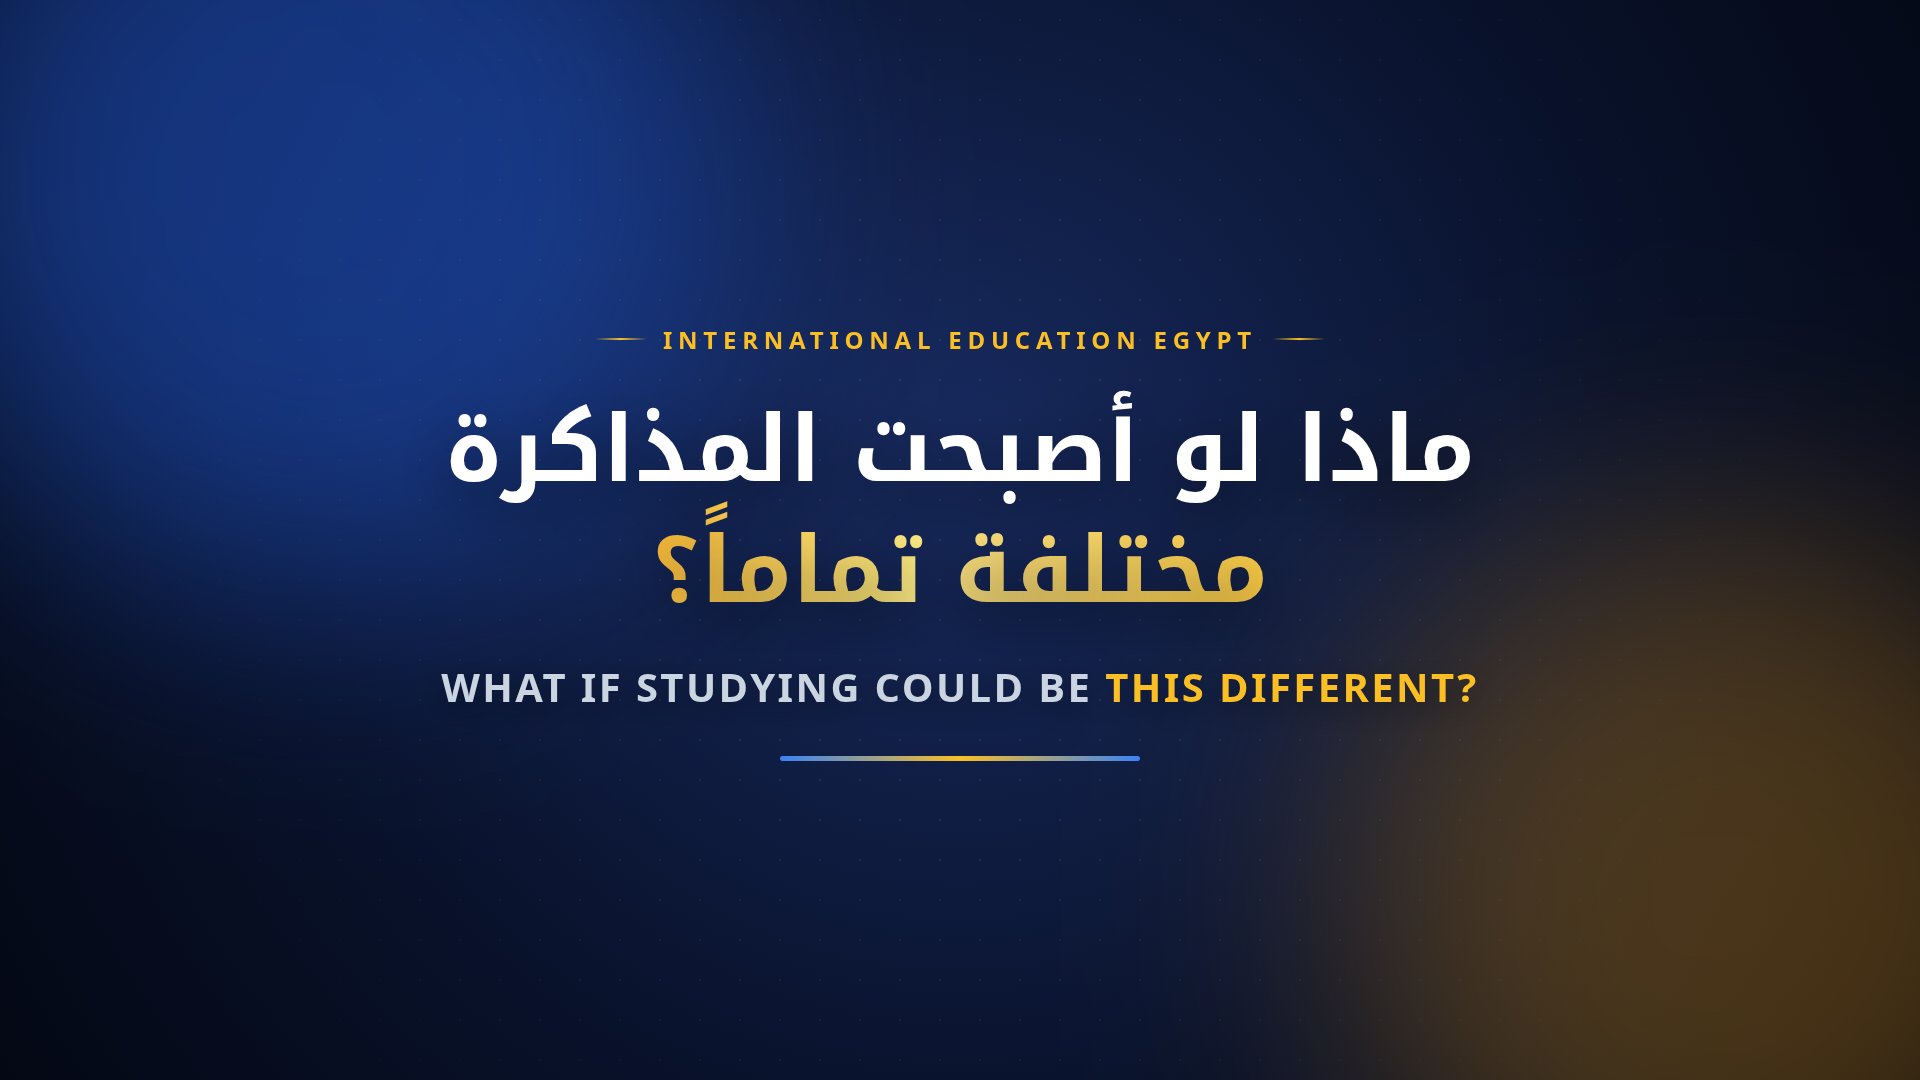 INTERNATIONAL EDUCATION EGYPT
ماذا لو أصبحت المذاكرة
مختلفة تماماً؟
WHAT IF STUDYING COULD BE THIS DIFFERENT?